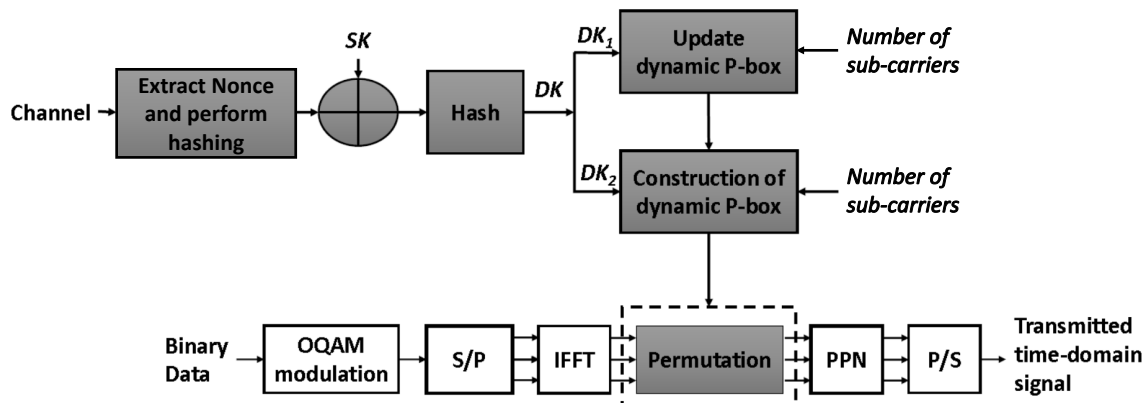 SK
Channel
Extract Nonce
and perform
hashing
Hash
DK
DK1
DK2
Update
dynamic P-box
Number of
sub-carriers
Construction of
dynamic P-box
Number of
sub-carriers
Binary
Data
OQAM
modulation
S/P
IFFT
Permutation
PPN
P/S
Transmitted
time-domain
signal